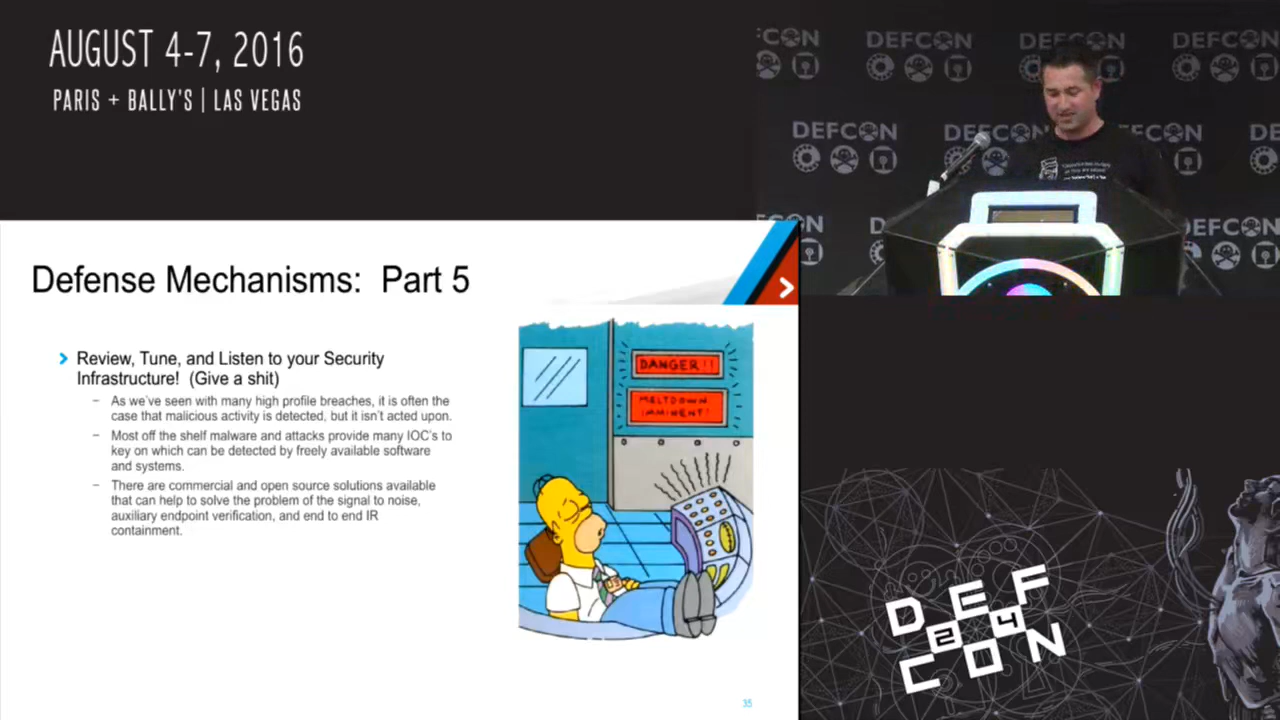 AUGUST 4-7, 2016
PARIS + BALLY'S | LAS VEGAS
DEFCON
DEFCON
DEFCON
DEFCON
DEFCON
DEFCON
DEFCON
Defense Mechanisms: Part 5
Review, Tune, and Listen to your Security
Infrastructure! (Give a shit)
– As we've seen with many high profile breaches, it is often the
case that malicious activity is detected, but it isn't acted upon.
– Most off the shelf malware and attacks provide many IOC's to
key on which can be detected by freely available software
and systems.
– There are commercial and open source solutions available
that can help to solve the problem of the signal to noise,
auxiliary endpoint verification, and end to end IR
containment.
DANGER!!
MELTDOWN
IMMINENT!
35
DEF
24
CON